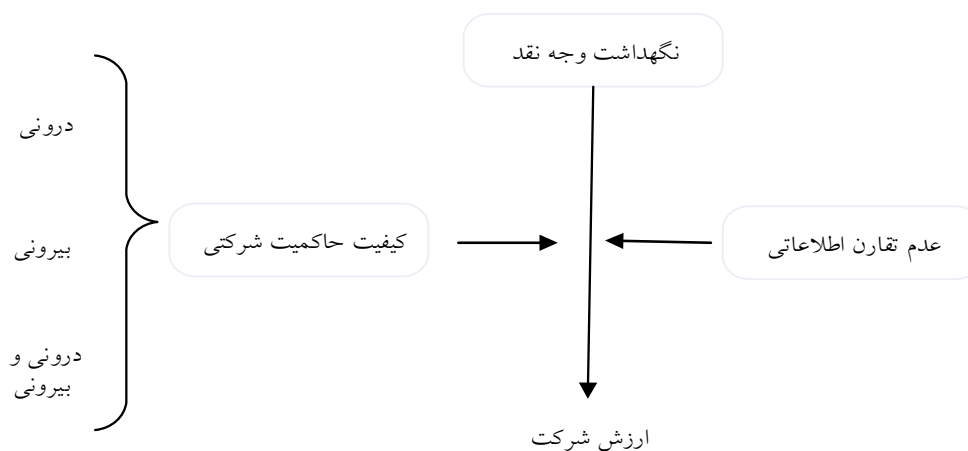 نگهداشت وجه نقد
درونی
بیرونی
درونی و
بیرونی
کیفیت حاکمیت شرکتی
عدم تقارن اطلاعاتی
ارزش شرکت